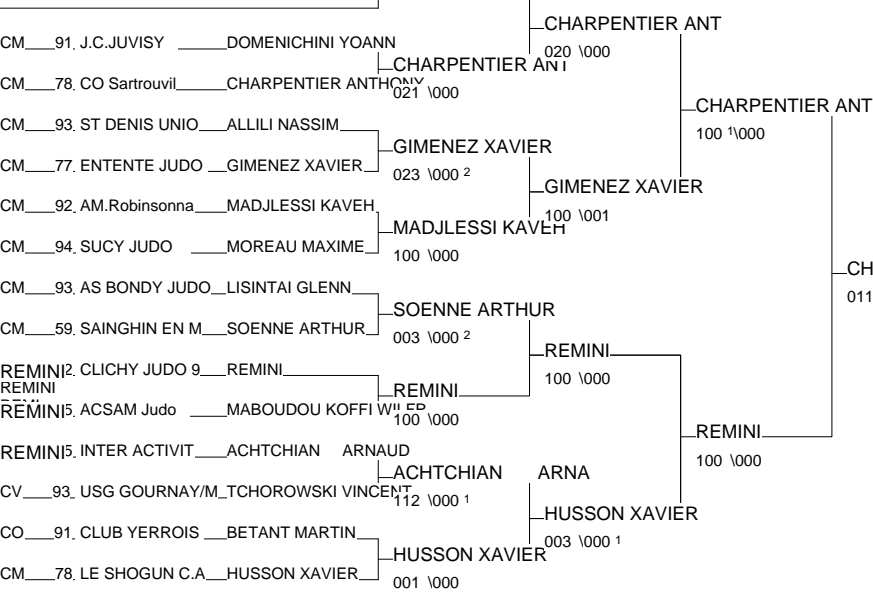 CHARPENTIER ANT
020 \000
CM 91 J.C.JUVISY DOMENICHINI YOANN
CHARPENTIER ANT
021 \000
CM 78 CO Sartrouvil CHARPENTIER ANTHONY
CHARPENTIER ANT
100 1\000
CM 93 ST DENIS UNIO ALLILI NASSIM
GIMENEZ XAVIER
023 \000 2
CM 77 ENTENTE JUDO GIMENEZ XAVIER
GIMENEZ XAVIER
100 \001
CM 92 AM.Robinsonna MADJLESSI KAVEH
MADJLESSI KAVEH
100 \000
CM 94 SUCY JUDO MOREAU MAXIME
CH
011
CM 93 AS BONDY JUDO LISINTAI GLENN
SOENNE ARTHUR
003 \000 2
CM 59 SAINGHIN EN M SOENNE ARTHUR
REMINI
100 \000
REMINI 2 CLICHY JUDO 9 REMINI
REMINI
REMINI
100 \000
REMINI 5 ACSAM Judo MABOUDOU KOFFI WILFR
REMINI
100 \000
REMINI 5 INTER ACTIVIT ACHTCHIAN ARNAUD
ACHTCHIAN ARNA
112 \000 1
CV 93 USG GOURNAY/M TCHOROWSKI VINCENT
HUSSON XAVIER
003 \000 1
CO 91 CLUB YERROIS BETANT MARTIN
HUSSON XAVIER
001 \000
CM 78 LE SHOGUN C.A HUSSON XAVIER